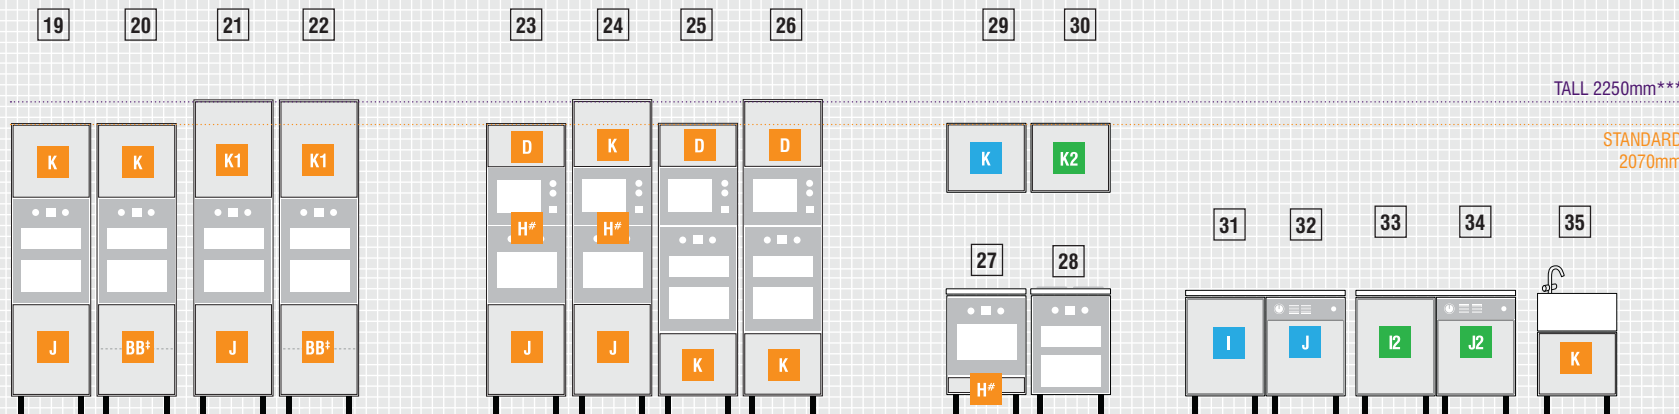 19 20 21 22 23 24 25 26 29 30
TALL 2250mm***
STANDARD
2070mm
K K K1 K1 D K D D K K2
H# H#
31 32 33 34 35
27 28
J BB‡ J BB‡ J J K K H# I J I2 J2 K